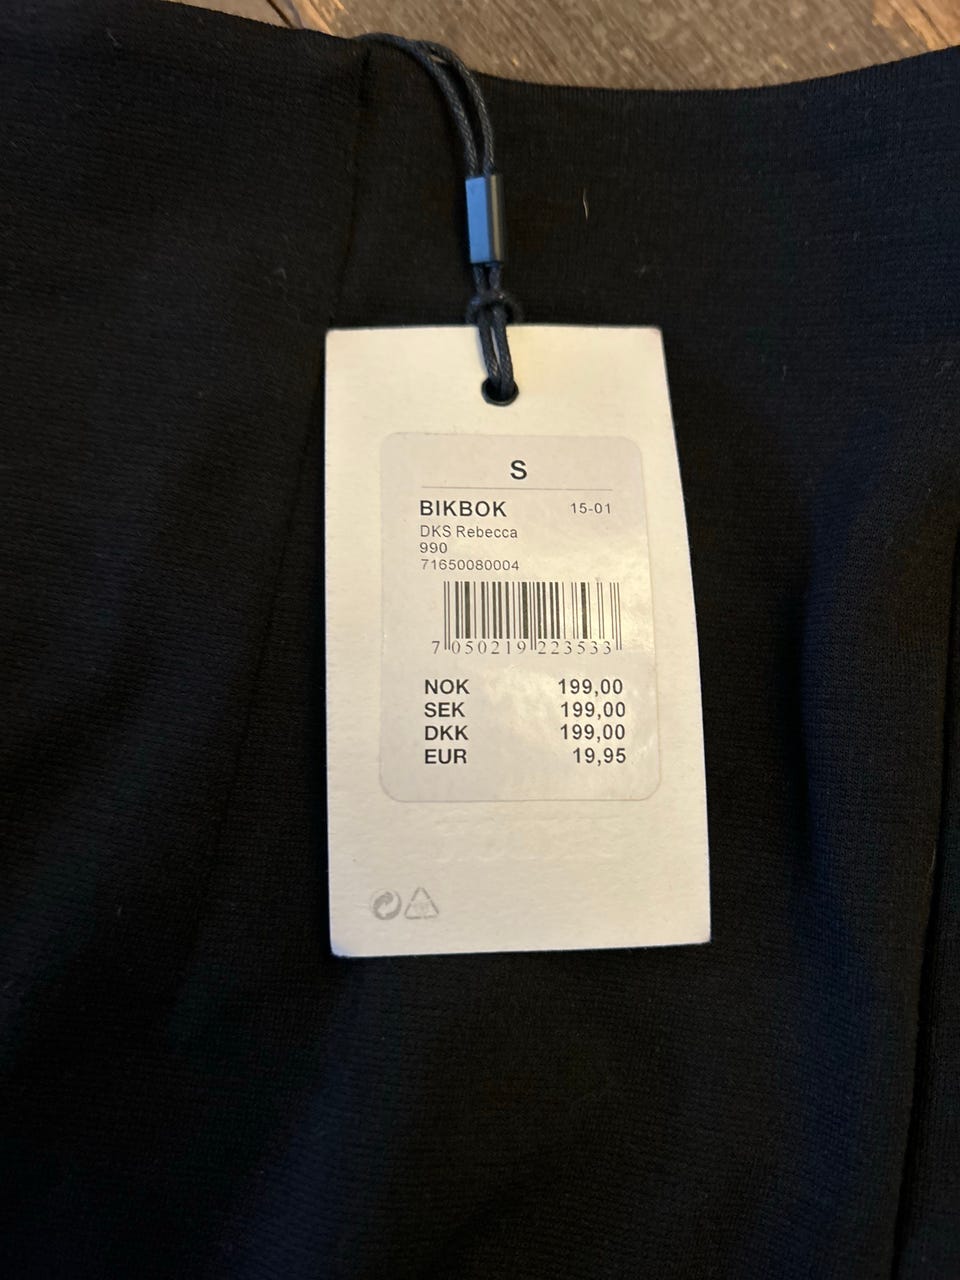 S
BIKBOK 15-01
DKS Rebecca
990
71650080004
7 050219 223533
NOK 199,00
SEK 199,00
DKK 199,00
EUR 19,95